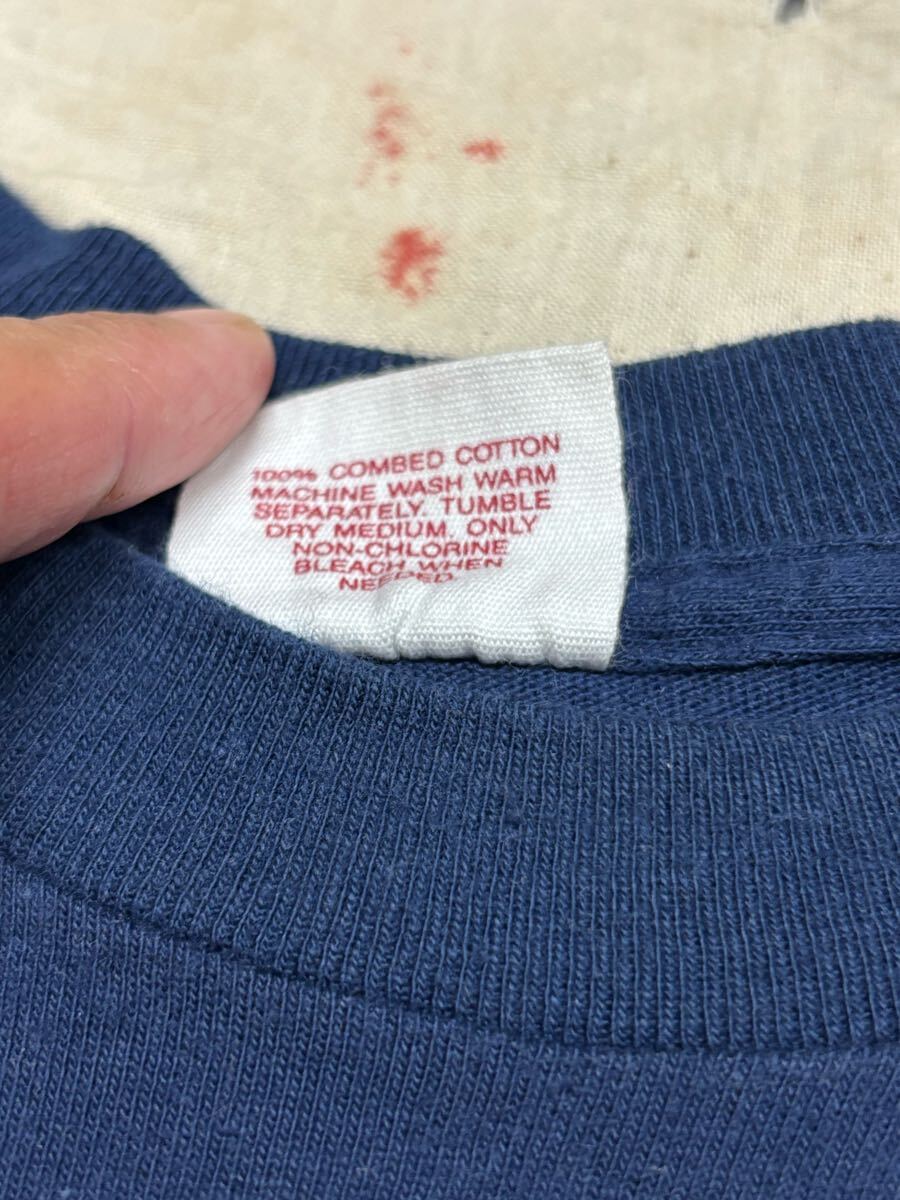 100% COMBED COTTON
MACHINE WASH WARM
SEPARATELY. TUMBLE
DRY MEDIUM. ONLY
NON-CHLORINE
BLEACH WHEN
NEEDED.